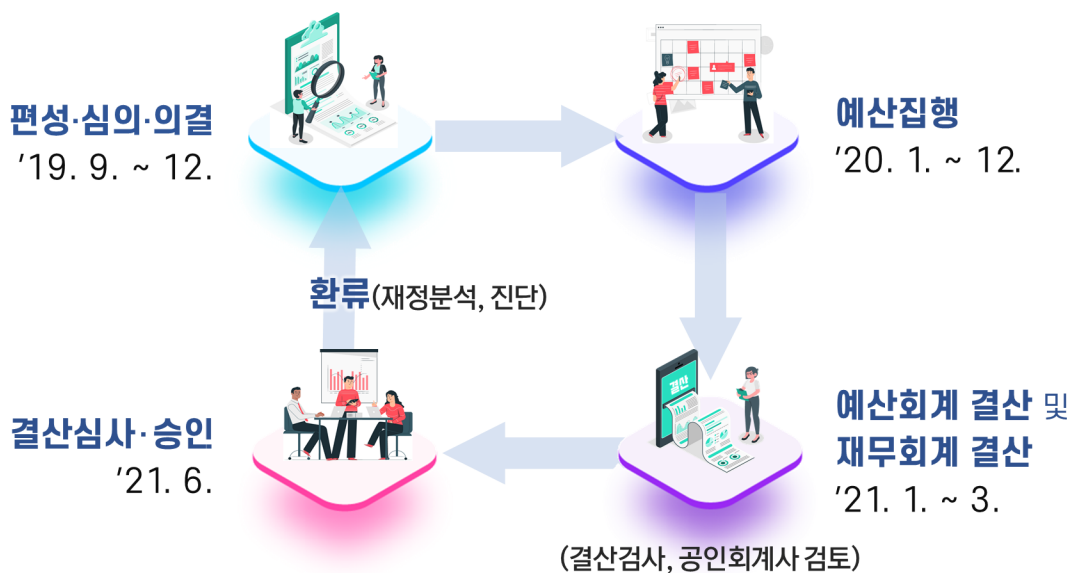 편성·심의·의결
'19. 9. ~ 12.
예산집행
'20. 1. ~ 12.
환류(재정분석, 진단)
결산
예산회계 결산 및
재무회계 결산
'21. 1. ~ 3.
(결산검사, 공인회계사 검토)
결산심사·승인
'21. 6.